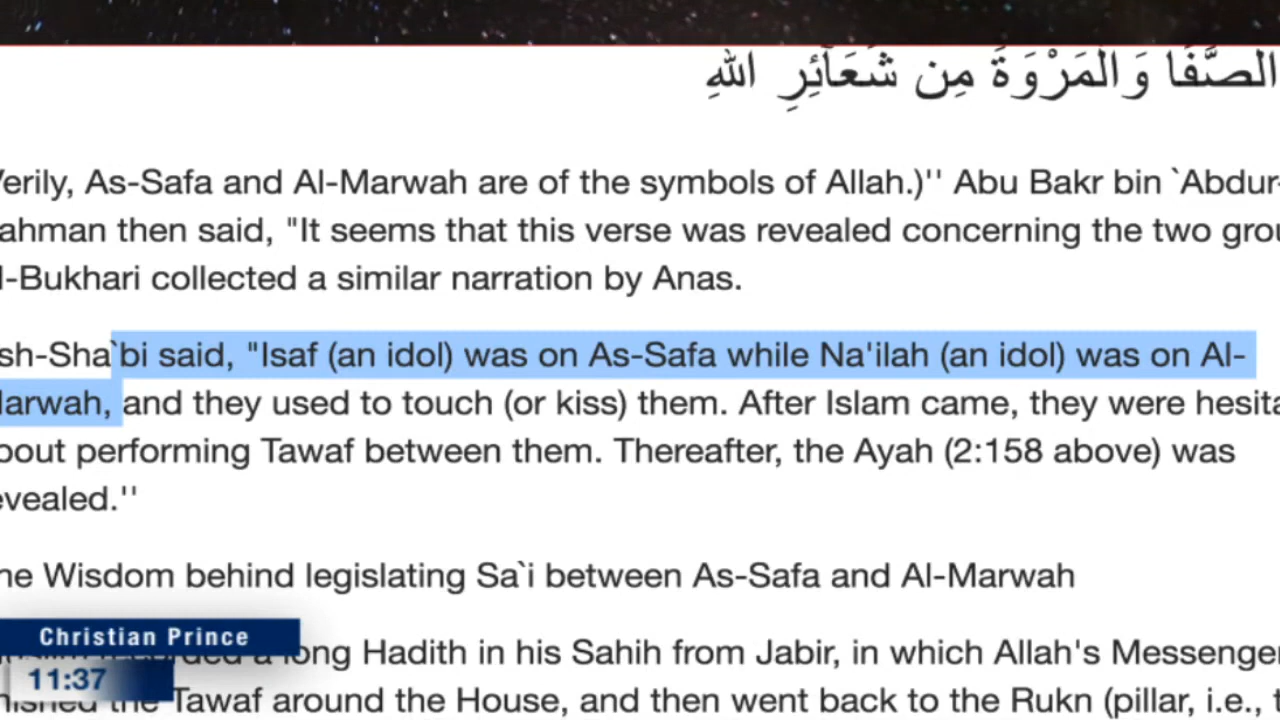 الصَّفَا وَالْمَرْوَةَ مِن شَعَآئِرِ اللَّهِ
Verily, As-Safa and Al-Marwah are of the symbols of Allah.)'' Abu Bakr bin `Abdur-
ahman then said, "It seems that this verse was revealed concerning the two grou
l-Bukhari collected a similar narration by Anas.
sh-Sha`bi said, "Isaf (an idol) was on As-Safa while Na'ilah (an idol) was on Al-
Marwah, and they used to touch (or kiss) them. After Islam came, they were hesita
bout performing Tawaf between them. Thereafter, the Ayah (2:158 above) was
evealed.''
he Wisdom behind legislating Sa`i between As-Safa and Al-Marwah
Christian Prince
long Hadith in his Sahih from Jabir, in which Allah's Messenger
11:37
the Tawaf around the House, and then went back to the Rukn (pillar, i.e., t